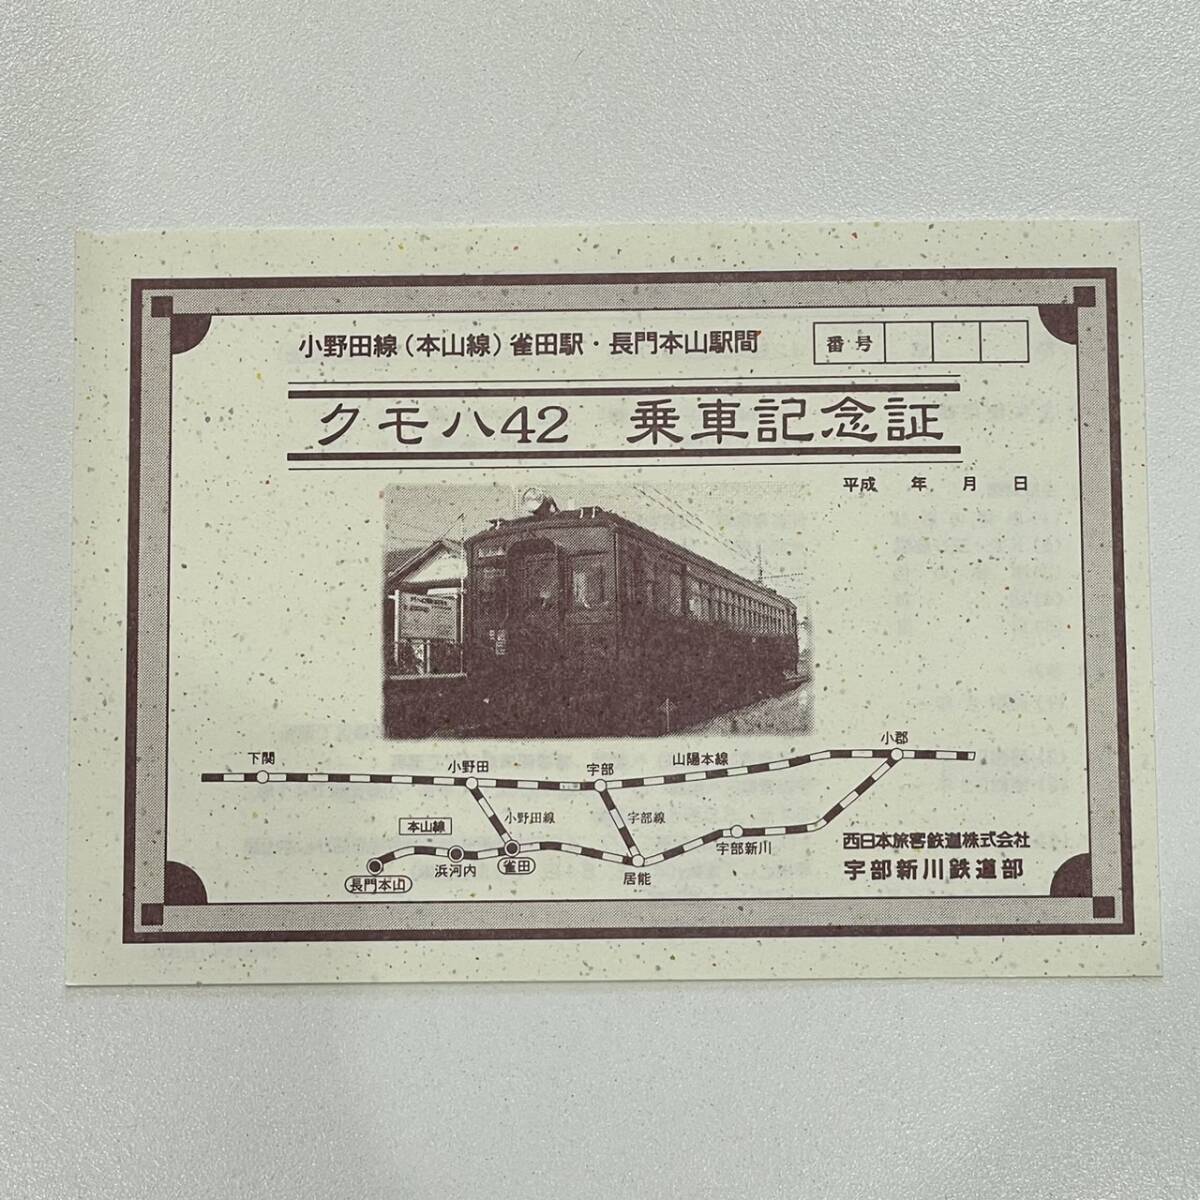 小野田線(本山線)雀田駅・長門本山駅間
番号
クモハ42 乗車記念証
平成 年 月 日
下関
小野田
宇部
山陽本線
小郡
小野田線
宇部線
本山線
長門本山
浜河内
雀田
居能
宇部新川
西日本旅客鉄道株式会社
宇部新川鉄道部